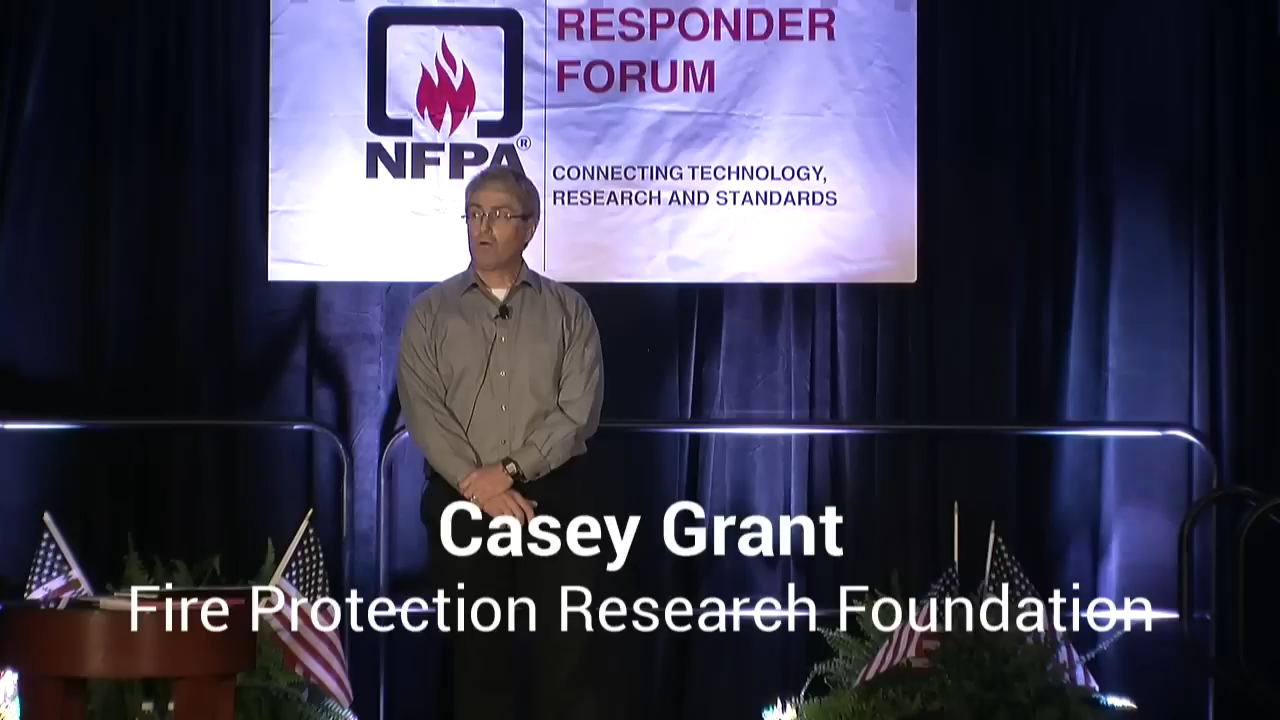 RESPONDER
FORUM
NFPA®
CONNECTING TECHNOLOGY,
RESEARCH AND STANDARDS
Casey Grant
Fire Protection Research Foundation